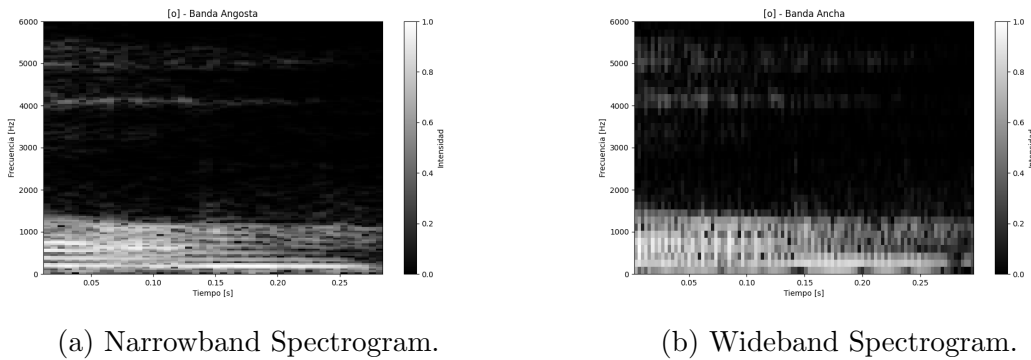 [o] - Banda Angosta
6000
5000
4000
3000
2000
1000
0
Frecuencia [Hz]
0.05 0.10 0.15 0.20 0.25
Tiempo [s]
1.0
0.8
0.6
0.4
0.2
0.0
Intensidad
(a) Narrowband Spectrogram.
[o] - Banda Ancha
6000
5000
4000
3000
2000
1000
0
Frecuencia [Hz]
0.05 0.10 0.15 0.20 0.25
Tiempo [s]
1.0
0.8
0.6
0.4
0.2
0.0
(b) Wideband Spectrogram.